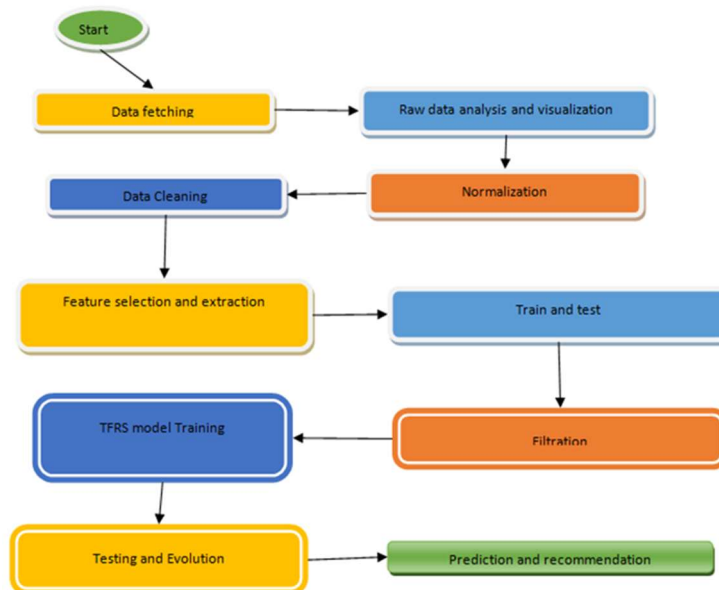 Start
Data fetching
Raw data analysis and visualization
Data Cleaning
Normalization
Feature selection and extraction
Train and test
TFRS model Training
Filtration
Testing and Evolution
Prediction and recommendation